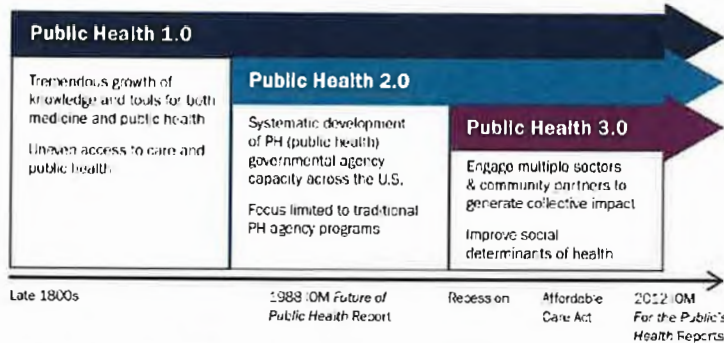 Public Health 1.0
Tremendous growth of
knowledge and tools for both
medicine and public health
Uneven access to care and
public health
Public Health 2.0
Systematic development
of PH (public health)
governmental agency
capacity across the U.S.
Focus limited to traditional
PH agency programs
Public Health 3.0
Engage multiple sectors
& community partners to
generate collective impact
Improve social
determinants of health
Late 1800s
1988 IOM Future of
Public Health Report
Recession
Affordable
Care Act
2012 IOM
For the Public's
Health Reports